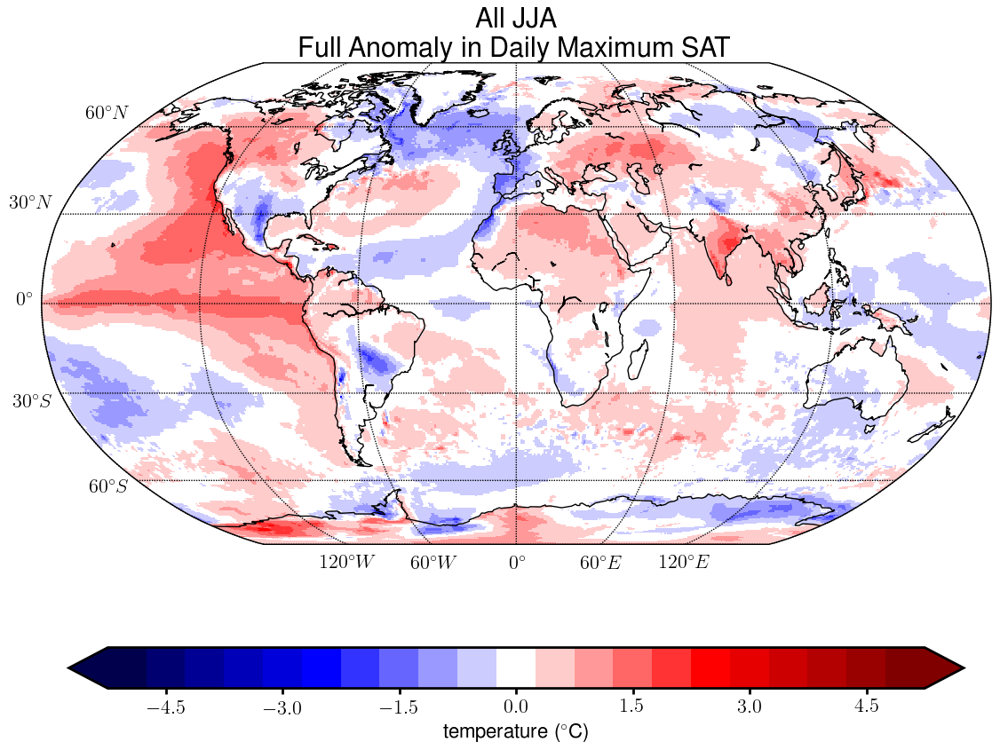 All JJA
Full Anomaly in Daily Maximum SAT
60°N
30°N
0°
30°S
60°S
120°W 60°W 0° 60°E 120°E
−4.5 −3.0 −1.5 0.0 1.5 3.0 4.5
temperature (°C)